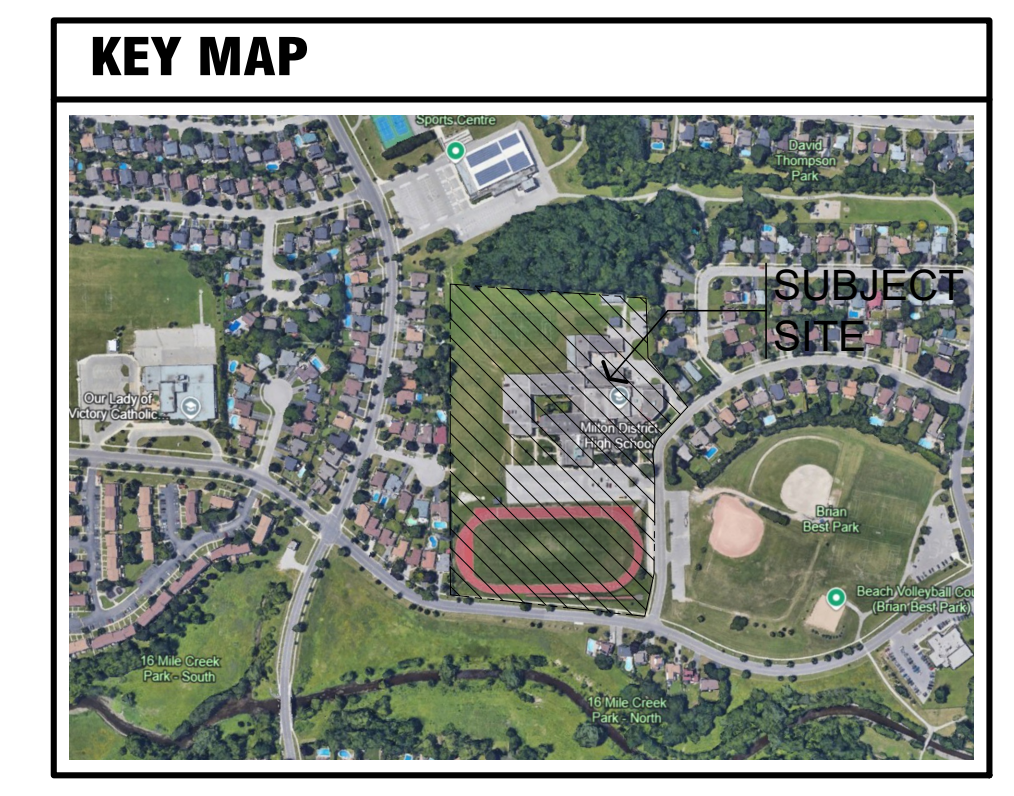 KEY MAP
Sports Centre
David
Thompson
Park
SUBJECT
SITE
Our Lady of
Victory Catholic...
Milton District
High School
Brian
Best Park
Beach Volleyball Cou
(Brian Best Park)
16 Mile Creek
Park - South
16 Mile Creek
Park - North